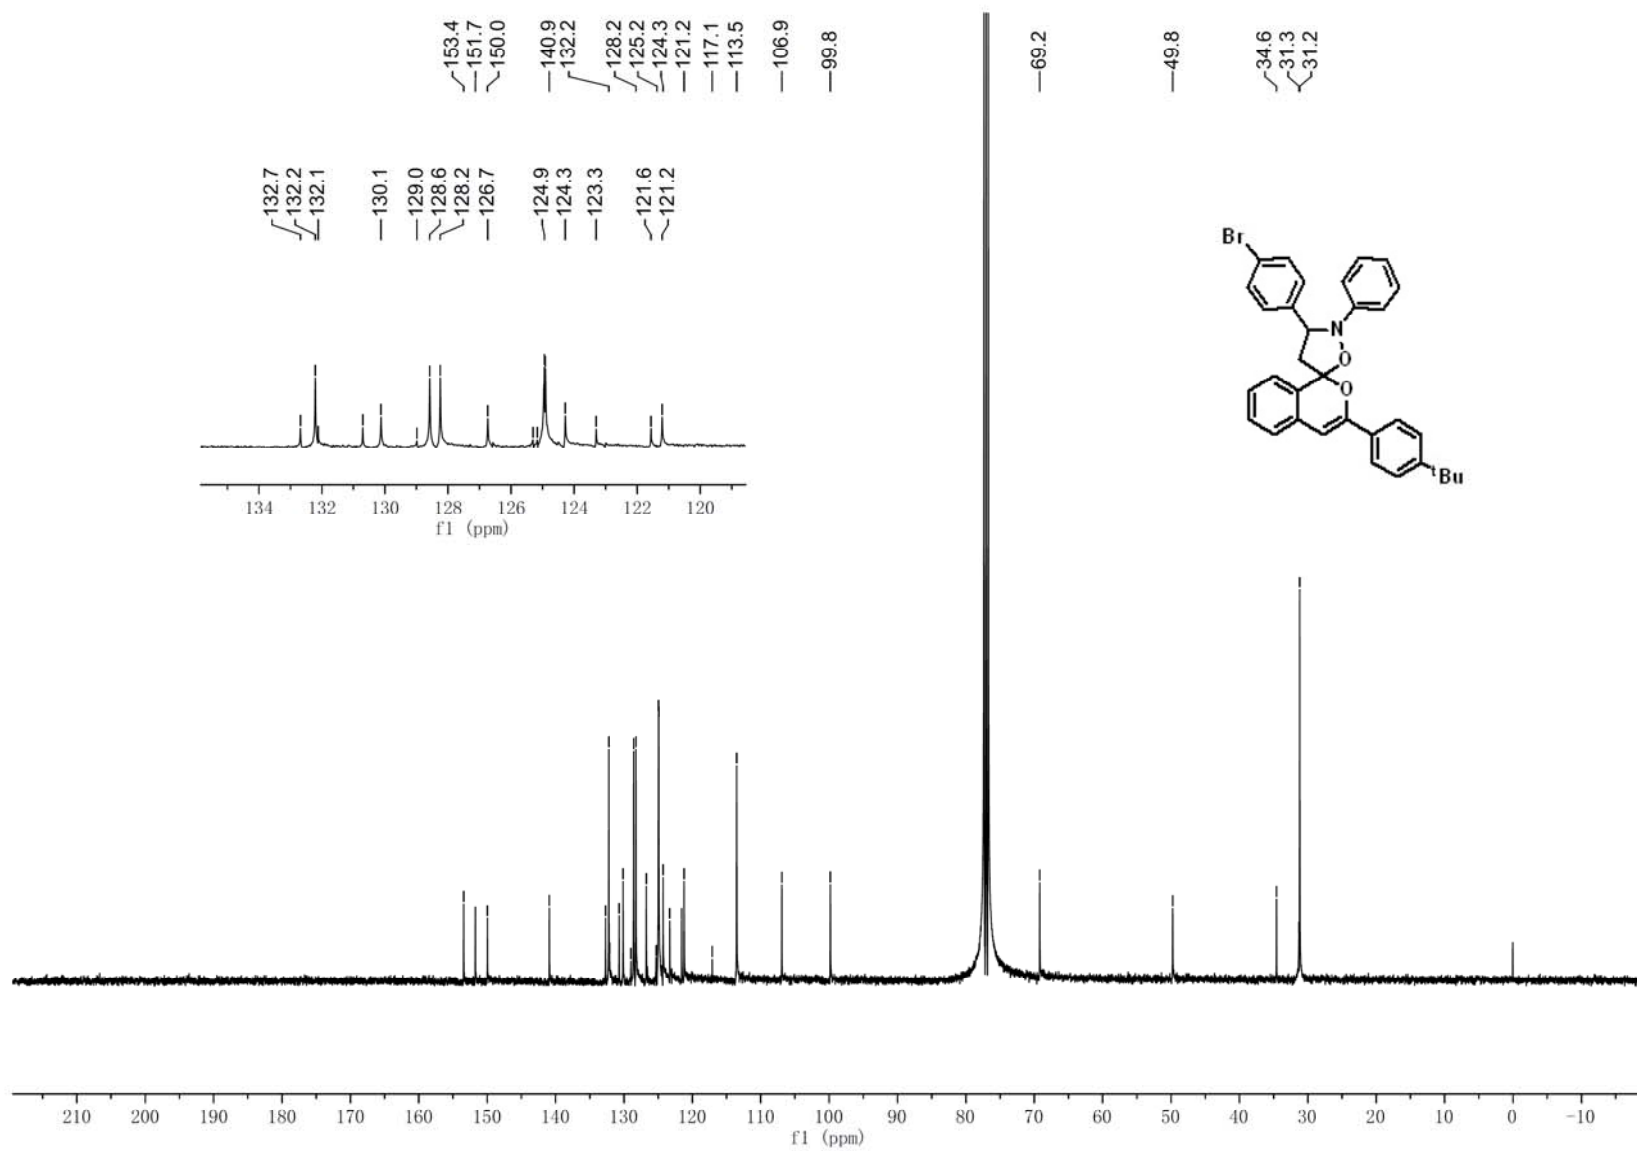 153.4 151.7 150.0 140.9 132.2 128.2 125.2 124.3 121.2 117.1 113.5 106.9 99.8 69.2 49.8 34.6 31.3 31.2
132.7 132.2 132.1 130.1 129.0 128.6 128.2 126.7 124.9 124.3 123.3 121.6 121.2
Br
N
O
O
tBu
134 132 130 128 126 124 122 120
f1 (ppm)
210 200 190 180 170 160 150 140 130 120 110 100 90 80 70 60 50 40 30 20 10 0 -10
f1 (ppm)